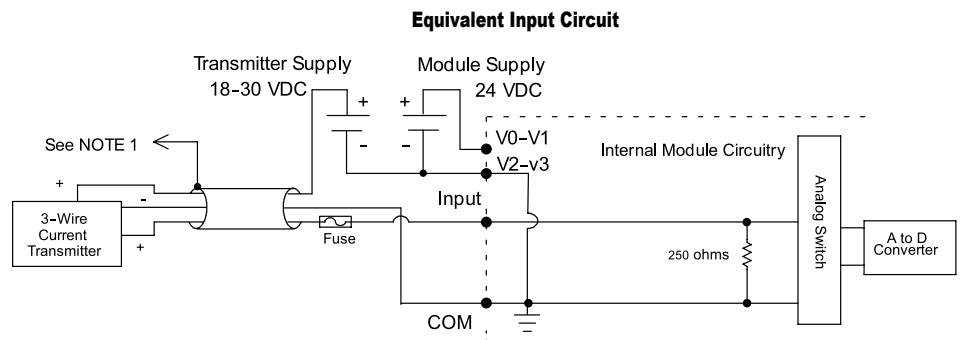 Equivalent Input Circuit
Transmitter Supply
18-30 VDC
Module Supply
24 VDC
+
+
-
-
V0-V1
V2-v3
See NOTE 1
Internal Module Circuitry
+
-
+
3-Wire
Current
Transmitter
Input
Fuse
250 ohms
Analog Switch
A to D
Converter
COM